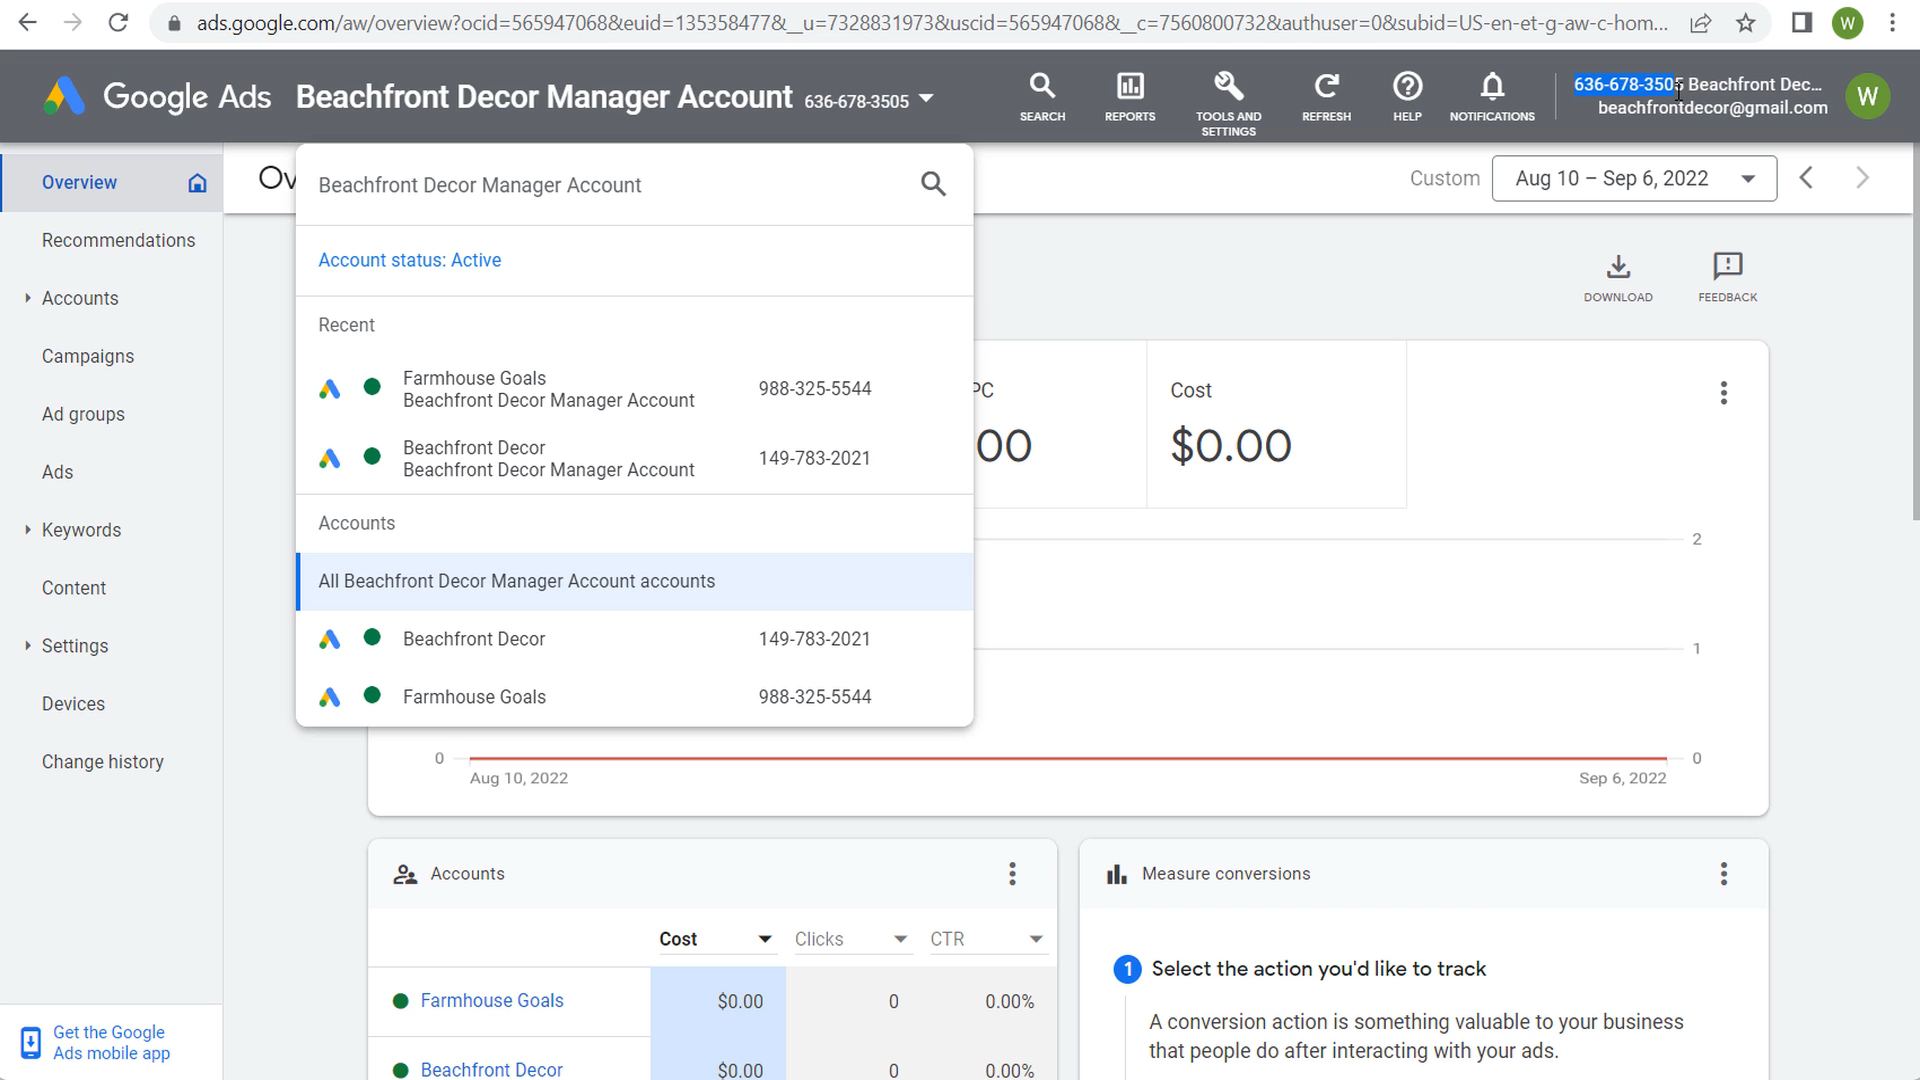 ads.google.com/aw/overview?ocid=565947068&euid=135358477&__u=7328831973&uscid=565947068&__c=7560800732&authuser=0&subid=US-en-et-g-aw-c-hom...
W
Google Ads
Beachfront Decor Manager Account 636-678-3505
SEARCH
REPORTS
TOOLS AND
SETTINGS
REFRESH
HELP
NOTIFICATIONS
636-678-3505 Beachfront Dec...
beachfrontdecor@gmail.com
W
Overview
Recommendations
Accounts
Campaigns
Ad groups
Ads
Keywords
Content
Settings
Devices
Change history
Get the Google
Ads mobile app
Ov
Custom
Aug 10 – Sep 6, 2022
Beachfront Decor Manager Account
Account status: Active
Recent
Farmhouse Goals
Beachfront Decor Manager Account
988-325-5544
Beachfront Decor
Beachfront Decor Manager Account
149-783-2021
Accounts
All Beachfront Decor Manager Account accounts
Beachfront Decor 149-783-2021
Farmhouse Goals 988-325-5544
DOWNLOAD
FEEDBACK
PC
00
Cost
$0.00
2
1
0
0
Aug 10, 2022
Sep 6, 2022
Accounts
Cost Clicks CTR
Farmhouse Goals $0.00 0 0.00%
Beachfront Decor $0.00 0 0.00%
Measure conversions
1 Select the action you'd like to track
A conversion action is something valuable to your business
that people do after interacting with your ads.